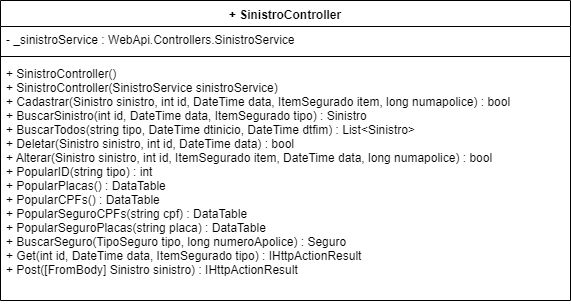 + SinistroController
- _sinistroService : WebApi.Controllers.SinistroService
+ SinistroController()
+ SinistroController(SinistroService sinistroService)
+ Cadastrar(Sinistro sinistro, int id, DateTime data, ItemSegurado item, long numapolice) : bool
+ BuscarSinistro(int id, DateTime data, ItemSegurado tipo) : Sinistro
+ BuscarTodos(string tipo, DateTime dtinicio, DateTime dtfim) : List<Sinistro>
+ Deletar(Sinistro sinistro, int id, DateTime data) : bool
+ Alterar(Sinistro sinistro, int id, ItemSegurado item, DateTime data, long numapolice) : bool
+ PopularID(string tipo) : int
+ PopularPlacas() : DataTable
+ PopularCPFs() : DataTable
+ PopularSeguroCPFs(string cpf) : DataTable
+ PopularSeguroPlacas(string placa) : DataTable
+ BuscarSeguro(TipoSeguro tipo, long numeroApolice) : Seguro
+ Get(int id, DateTime data, ItemSegurado tipo) : IHttpActionResult
+ Post([FromBody] Sinistro sinistro) : IHttpActionResult